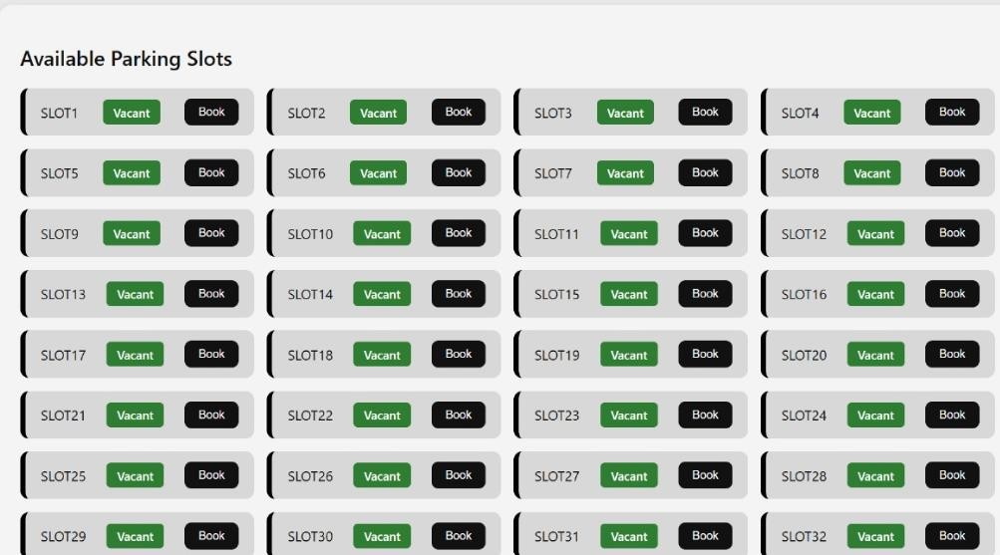 Available Parking Slots
SLOT1 Vacant Book SLOT2 Vacant Book SLOT3 Vacant Book SLOT4 Vacant Book
SLOT5 Vacant Book SLOT6 Vacant Book SLOT7 Vacant Book SLOT8 Vacant Book
SLOT9 Vacant Book SLOT10 Vacant Book SLOT11 Vacant Book SLOT12 Vacant Book
SLOT13 Vacant Book SLOT14 Vacant Book SLOT15 Vacant Book SLOT16 Vacant Book
SLOT17 Vacant Book SLOT18 Vacant Book SLOT19 Vacant Book SLOT20 Vacant Book
SLOT21 Vacant Book SLOT22 Vacant Book SLOT23 Vacant Book SLOT24 Vacant Book
SLOT25 Vacant Book SLOT26 Vacant Book SLOT27 Vacant Book SLOT28 Vacant Book
SLOT29 Vacant Book SLOT30 Vacant Book SLOT31 Vacant Book SLOT32 Vacant Book